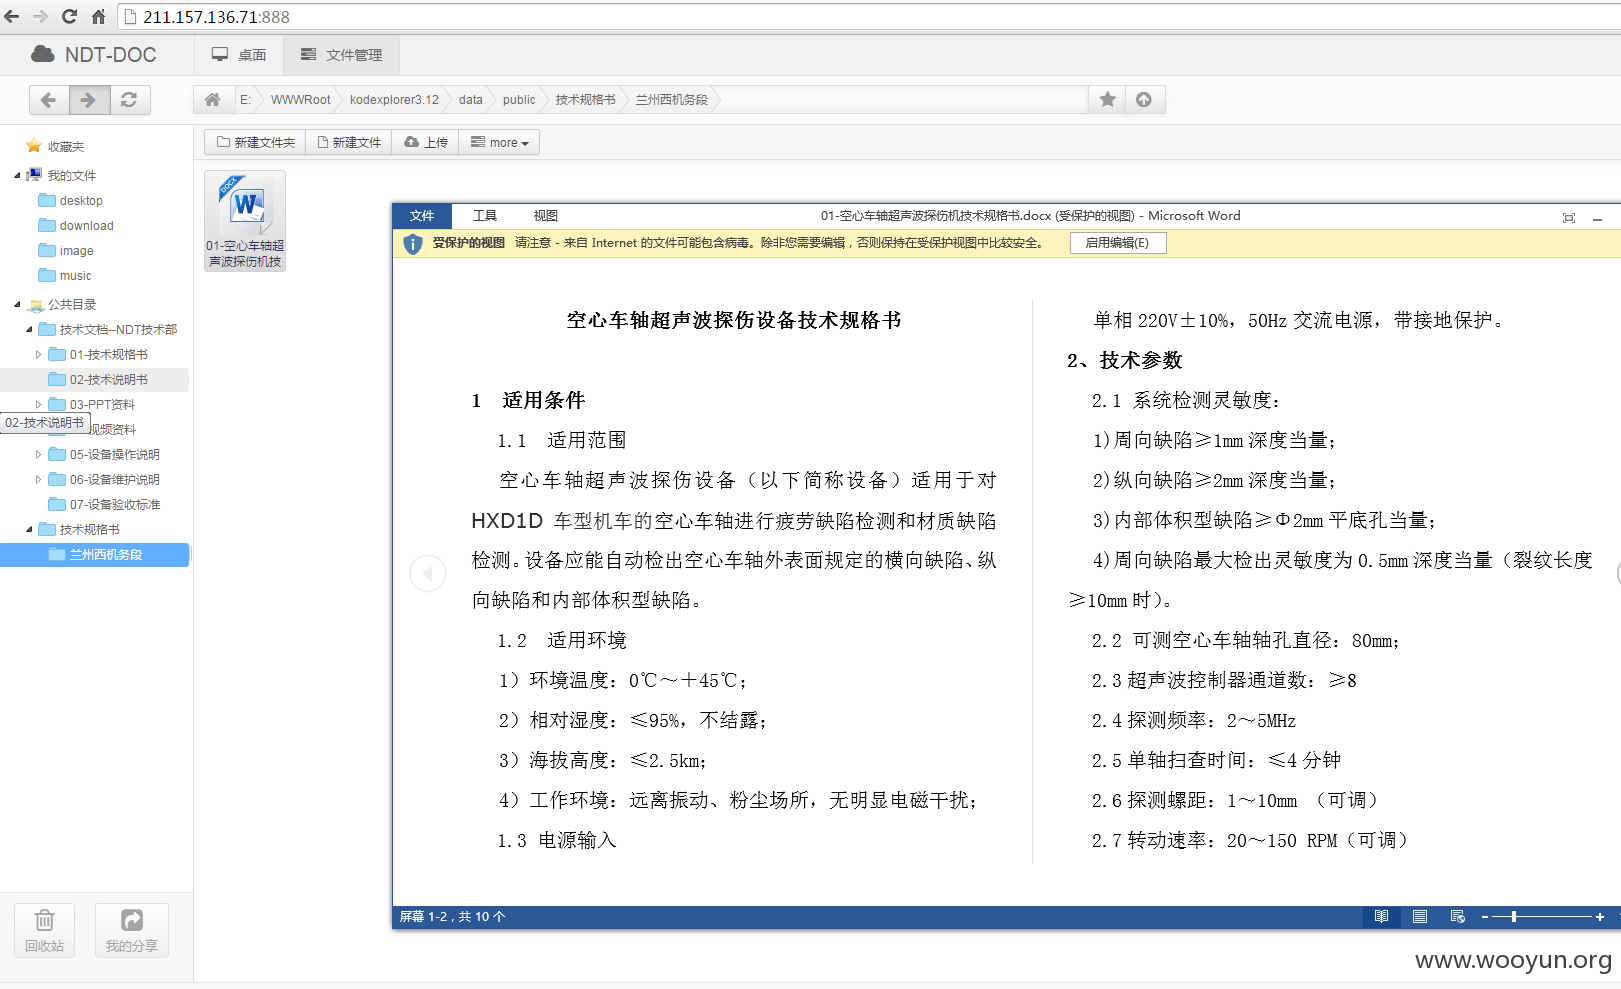 211.157.136.71:888
NDT-DOC
桌面
文件管理
E:
WWWRoot
kodexplorer3.12
data
public
技术规格书
兰州西机务段
收藏夹
我的文件
desktop
download
image
music
公共目录
技术文档--NDT技术部
01-技术规格书
02-技术说明书
03-PPT资料
02-技术说明书
视频资料
05-设备操作说明
06-设备维护说明
07-设备验收标准
技术规格书
兰州西机务段
回收站
我的分享
新建文件夹
新建文件
上传
more
DOCX
W
01-空心车轴超
声波探伤机技
文件
工具
视图
01-空心车轴超声波探伤机技术规格书.docx (受保护的视图) - Microsoft Word
受保护的视图 请注意 - 来自 Internet 的文件可能包含病毒。除非您需要编辑，否则保持在受保护视图中比较安全。
启用编辑(E)
空心车轴超声波探伤设备技术规格书
1 适用条件
1.1 适用范围
空心车轴超声波探伤设备（以下简称设备）适用于对
HXD1D 车型机车的空心车轴进行疲劳缺陷检测和材质缺陷
检测。设备应能自动检出空心车轴外表面规定的横向缺陷、纵
向缺陷和内部体积型缺陷。
1.2 适用环境
1）环境温度：0℃～＋45℃；
2）相对湿度：≤95%，不结露；
3）海拔高度：≤2.5km；
4）工作环境：远离振动、粉尘场所，无明显电磁干扰；
1.3 电源输入
单相 220V±10%，50Hz 交流电源，带接地保护。
2、技术参数
2.1 系统检测灵敏度：
1)周向缺陷≥1mm 深度当量；
2)纵向缺陷≥2mm 深度当量；
3)内部体积型缺陷≥Φ2mm 平底孔当量；
4)周向缺陷最大检出灵敏度为 0.5mm 深度当量（裂纹长度
≥10mm 时）。
2.2 可测空心车轴轴孔直径：80mm；
2.3 超声波控制器通道数：≥8
2.4 探测频率：2～5MHz
2.5 单轴扫查时间：≤4 分钟
2.6 探测螺距：1～10mm （可调）
2.7 转动速率：20～150 RPM（可调）
屏幕 1-2，共 10 个
www.wooyun.org